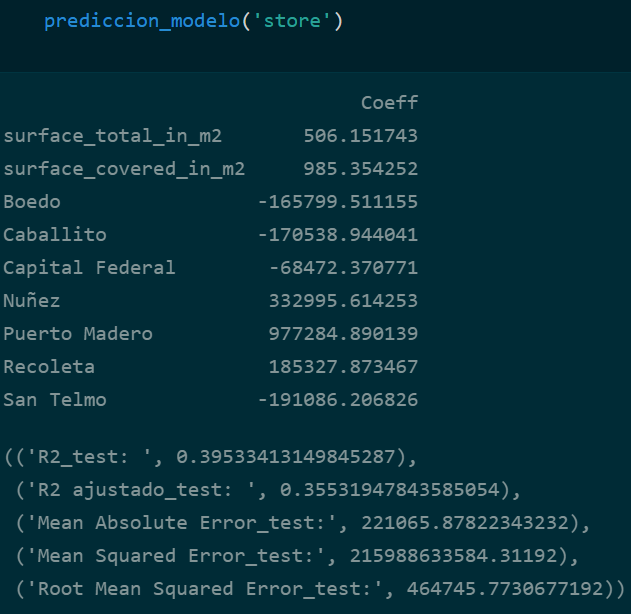 prediccion_modelo('store')
Coeff
surface_total_in_m2 506.151743
surface_covered_in_m2 985.354252
Boedo -165799.511155
Caballito -170538.944041
Capital Federal -68472.370771
Nuñez 332995.614253
Puerto Madero 977284.890139
Recoleta 185327.873467
San Telmo -191086.206826
(('R2_test: ', 0.39533413149845287),
('R2 ajustado_test: ', 0.35531947843585054),
('Mean Absolute Error_test:', 221065.87822343232),
('Mean Squared Error_test:', 215988633584.31192),
('Root Mean Squared Error_test:', 464745.7730677192))